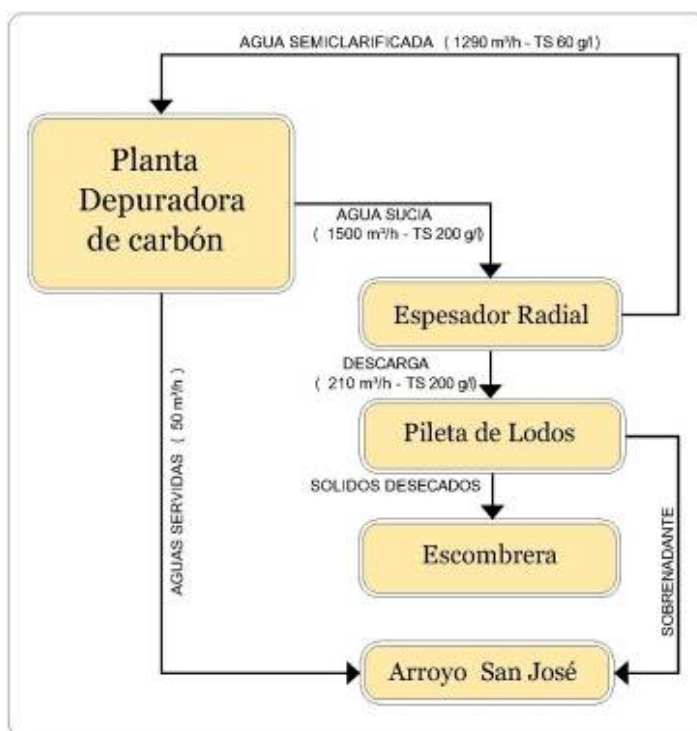 AGUA SEMICLARIFICADA ( 1290 m³/h - TS 60 g/l)
Planta
Depuradora
de carbón
AGUA SUCIA
( 1500 m³/h - TS 200 g/l)
Espesador Radial
DESCARGA
( 210 m³/h - TS 200 g/l)
Pileta de Lodos
SOLIDOS DESECADOS
Escombrera
AGUAS SERVIDAS ( 50 m³/h)
SOBRENADANTE
Arroyo San José